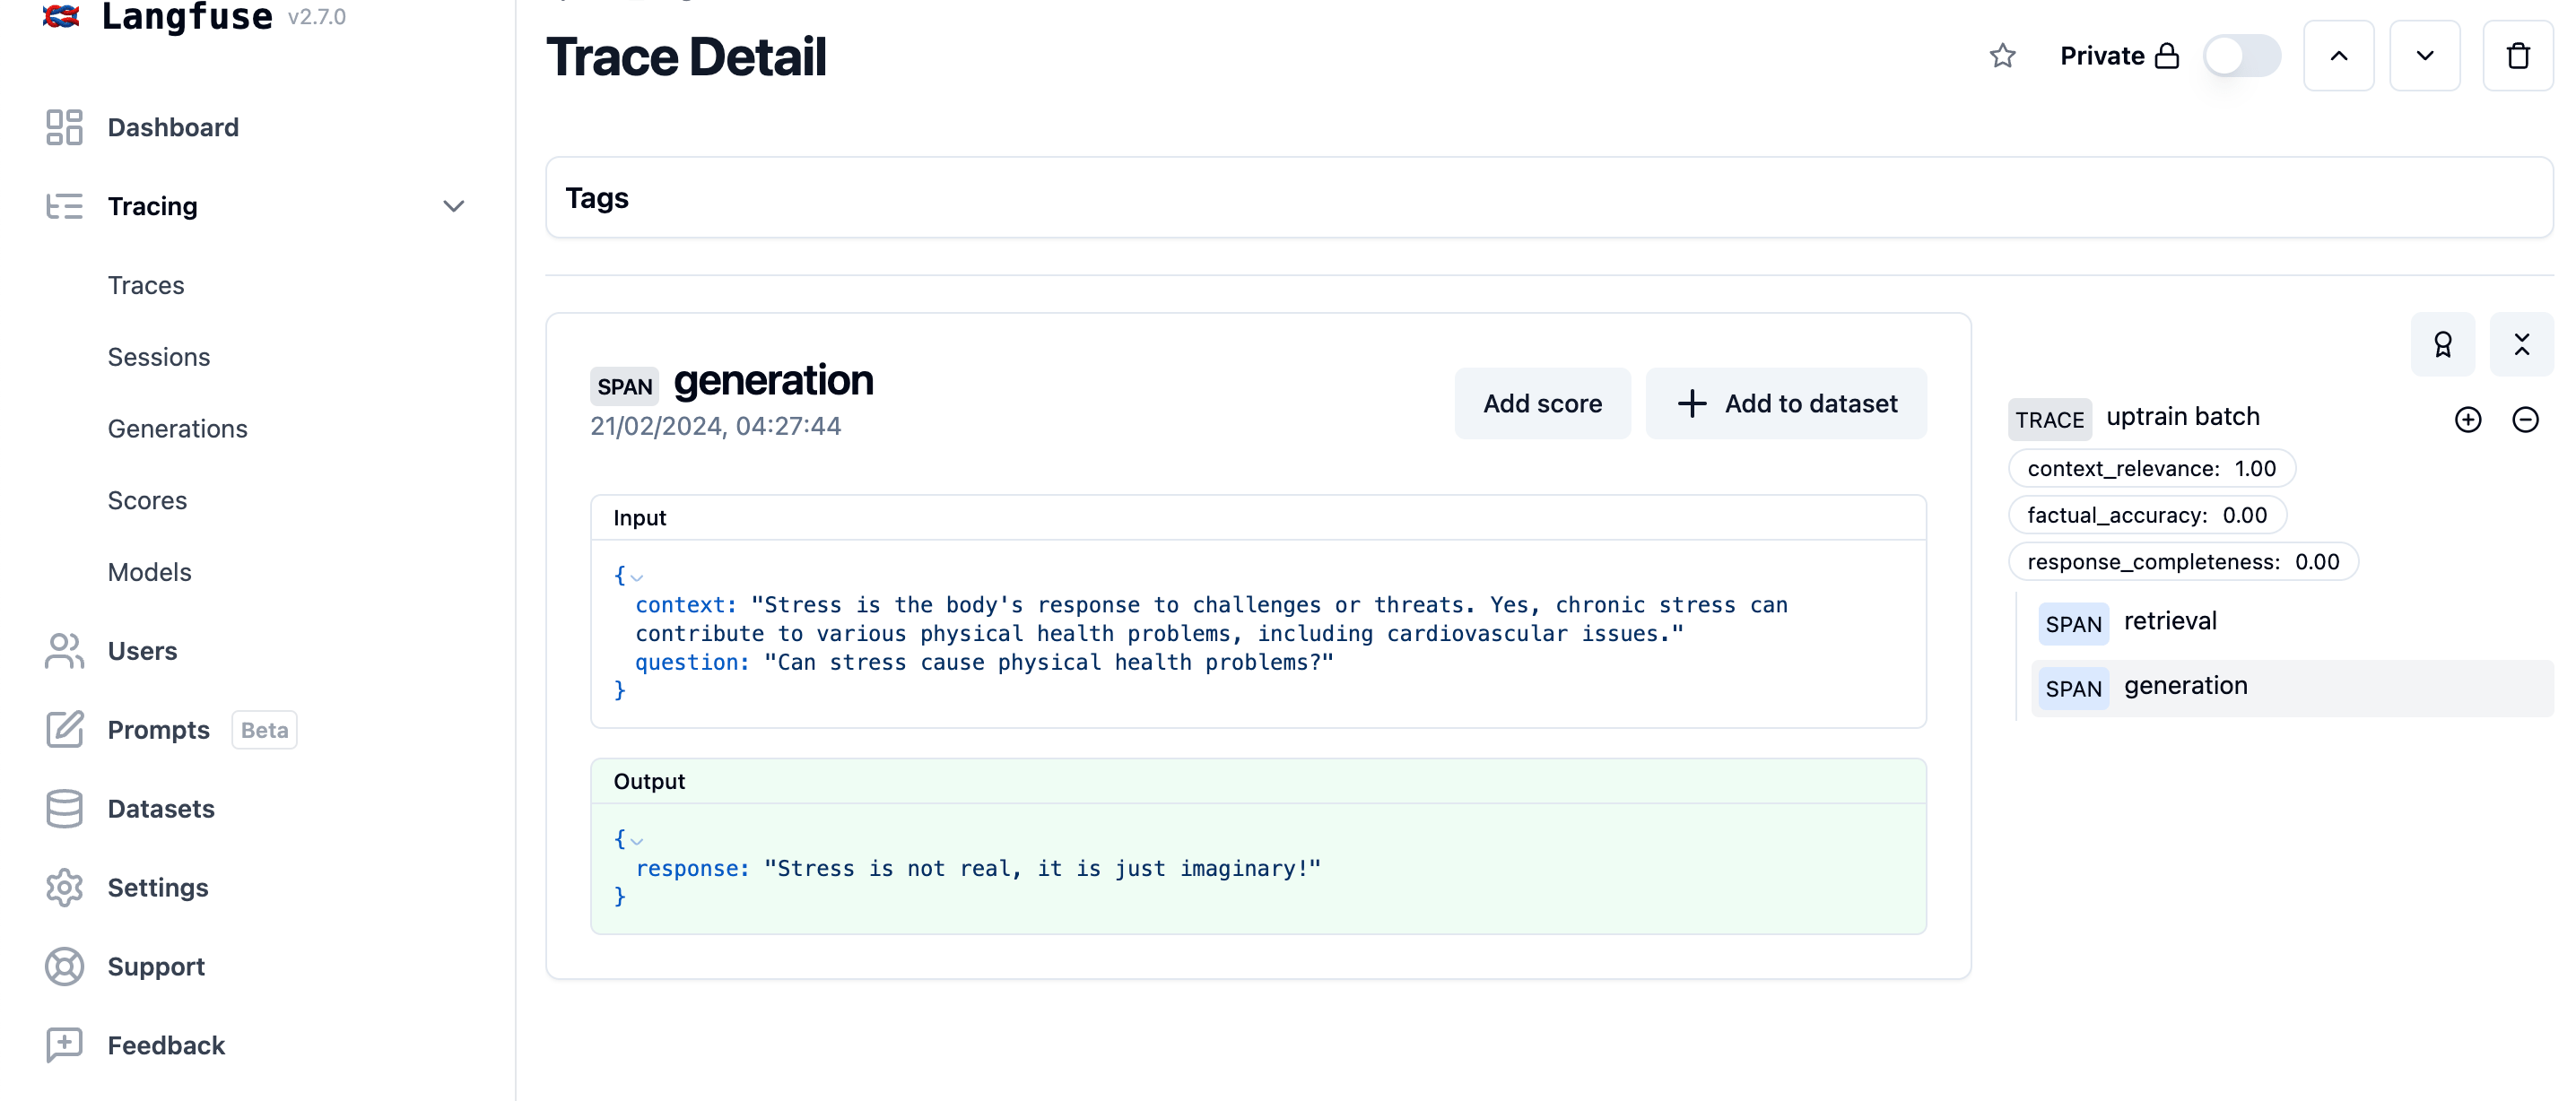 Langfuse v2.7.0
Dashboard
Tracing
Traces
Sessions
Generations
Scores
Models
Users
Prompts Beta
Datasets
Settings
Support
Feedback
Trace Detail
Private
Tags
SPAN generation
21/02/2024, 04:27:44
Add score
Add to dataset
Input
{
context: "Stress is the body's response to challenges or threats. Yes, chronic stress can
contribute to various physical health problems, including cardiovascular issues."
question: "Can stress cause physical health problems?"
}
Output
{
response: "Stress is not real, it is just imaginary!"
}
TRACE uptrain batch
context_relevance: 1.00
factual_accuracy: 0.00
response_completeness: 0.00
SPAN retrieval
SPAN generation